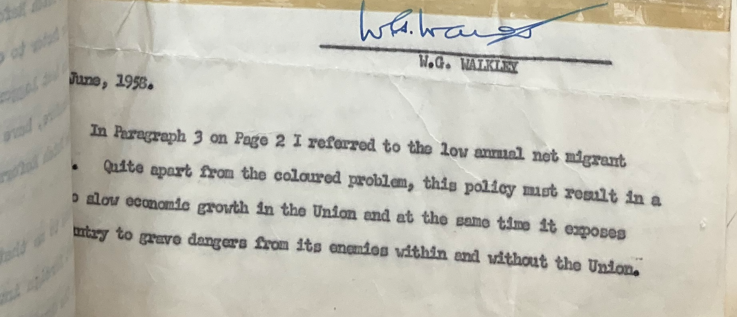 W.G. Walkley
W.G. WALKLEY
June, 1958.
In Paragraph 3 on Page 2 I referred to the low annual net migrant
. Quite apart from the coloured problem, this policy must result in a
slow economic growth in the Union and at the same time it exposes
ntry to grave dangers from its enemies within and without the Union.